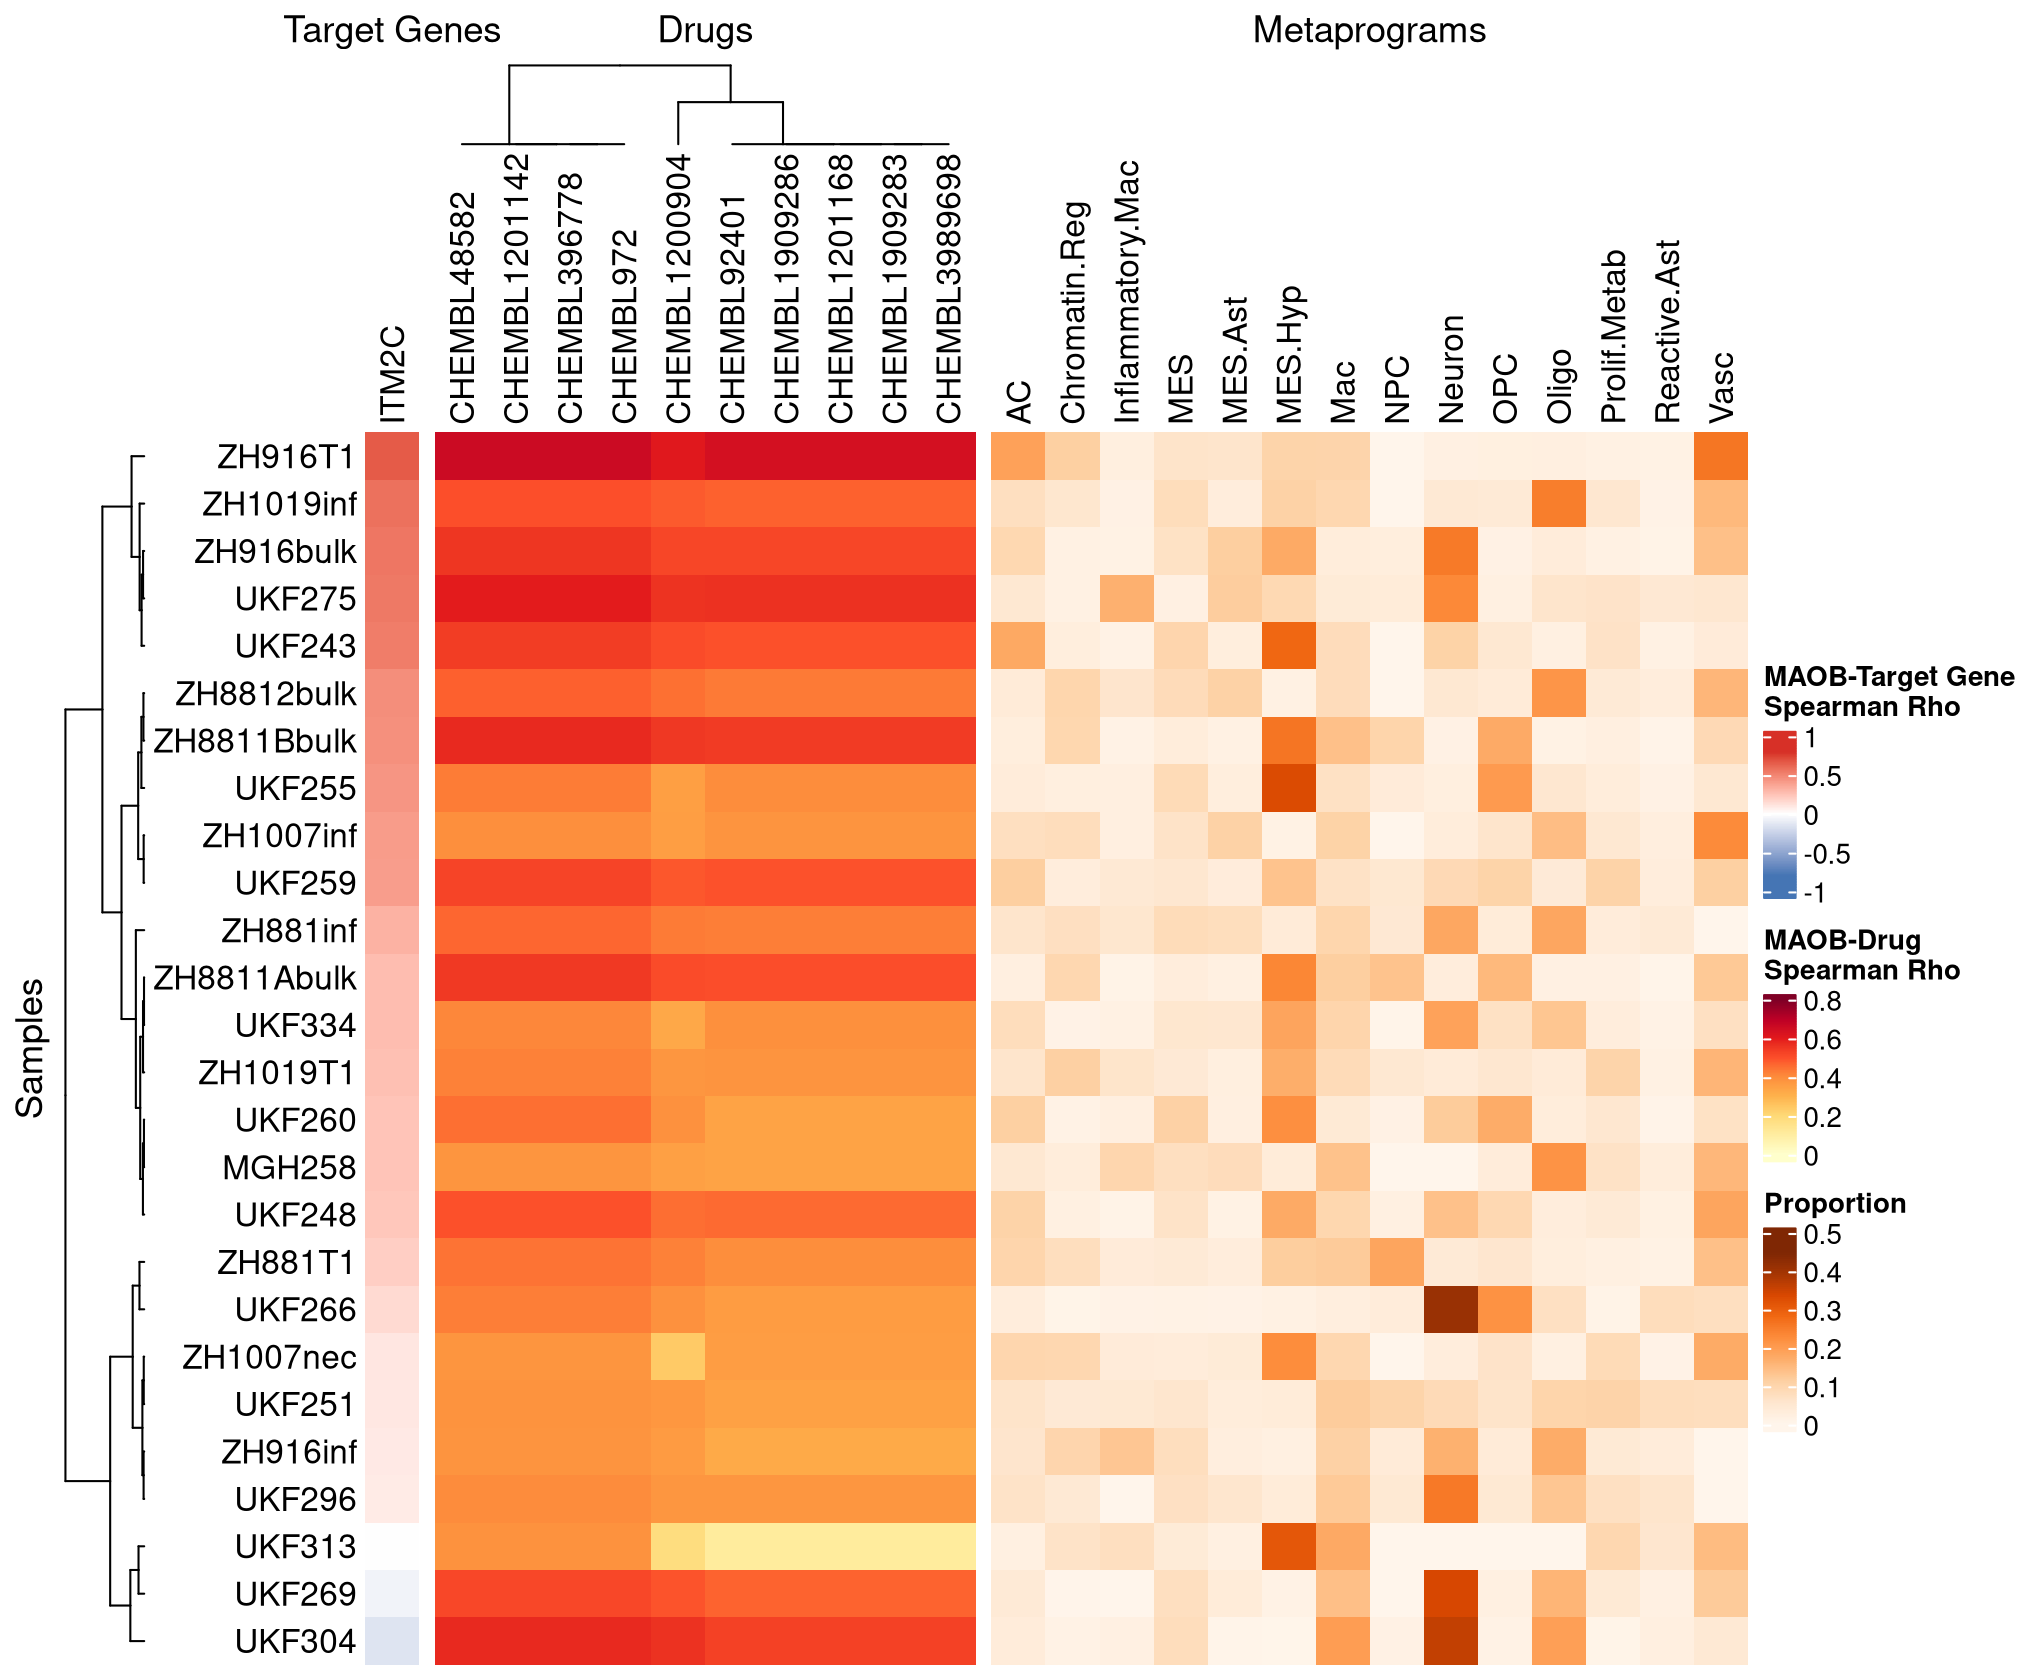 Target Genes
Drugs
Metaprograms
ITM2C
CHEMBL48582
CHEMBL1201142
CHEMBL396778
CHEMBL972
CHEMBL1200904
CHEMBL92401
CHEMBL1909286
CHEMBL1201168
CHEMBL1909283
CHEMBL3989698
AC
Chromatin.Reg
Inflammatory.Mac
MES
MES.Ast
MES.Hyp
Mac
NPC
Neuron
OPC
Oligo
Prolif.Metab
Reactive.Ast
Vasc
Samples
ZH916T1
ZH1019inf
ZH916bulk
UKF275
UKF243
ZH8812bulk
ZH8811Bbulk
UKF255
ZH1007inf
UKF259
ZH881inf
ZH8811Abulk
UKF334
ZH1019T1
UKF260
MGH258
UKF248
ZH881T1
UKF266
ZH1007nec
UKF251
ZH916inf
UKF296
UKF313
UKF269
UKF304
MAOB-Target Gene
Spearman Rho
1
0.5
0
-0.5
-1
MAOB-Drug
Spearman Rho
0.8
0.6
0.4
0.2
0
Proportion
0.5
0.4
0.3
0.2
0.1
0